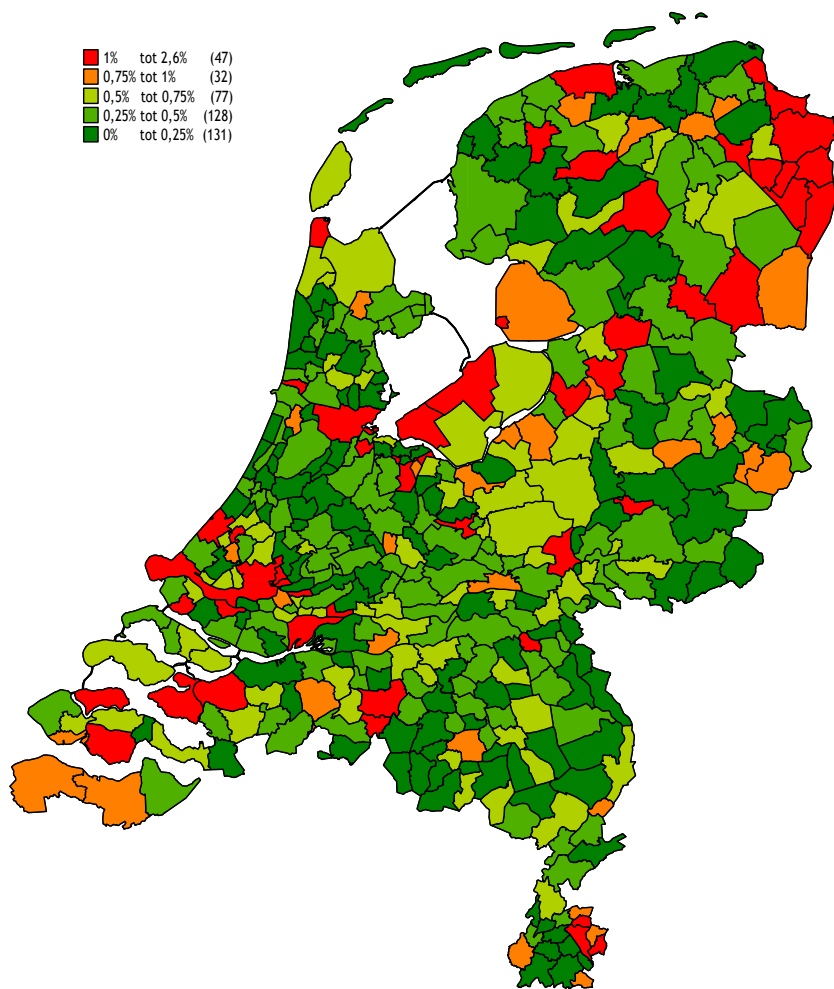 1% tot 2,6% (47)
0,75% tot 1% (32)
0,5% tot 0,75% (77)
0,25% tot 0,5% (128)
0% tot 0,25% (131)